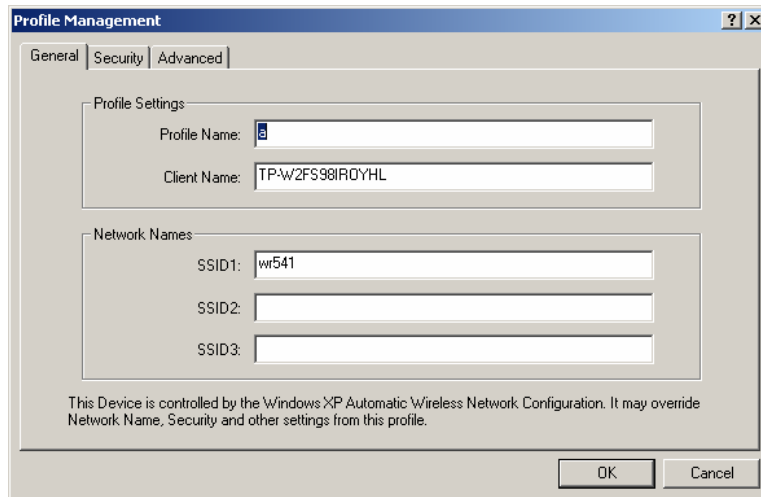 Profile Management
General Security Advanced
Profile Settings
Profile Name: a
Client Name: TP-W2FS98IROYHL
Network Names
SSID1: wr541
SSID2:
SSID3:
This Device is controlled by the Windows XP Automatic Wireless Network Configuration. It may override
Network Name, Security and other settings from this profile.
OK Cancel